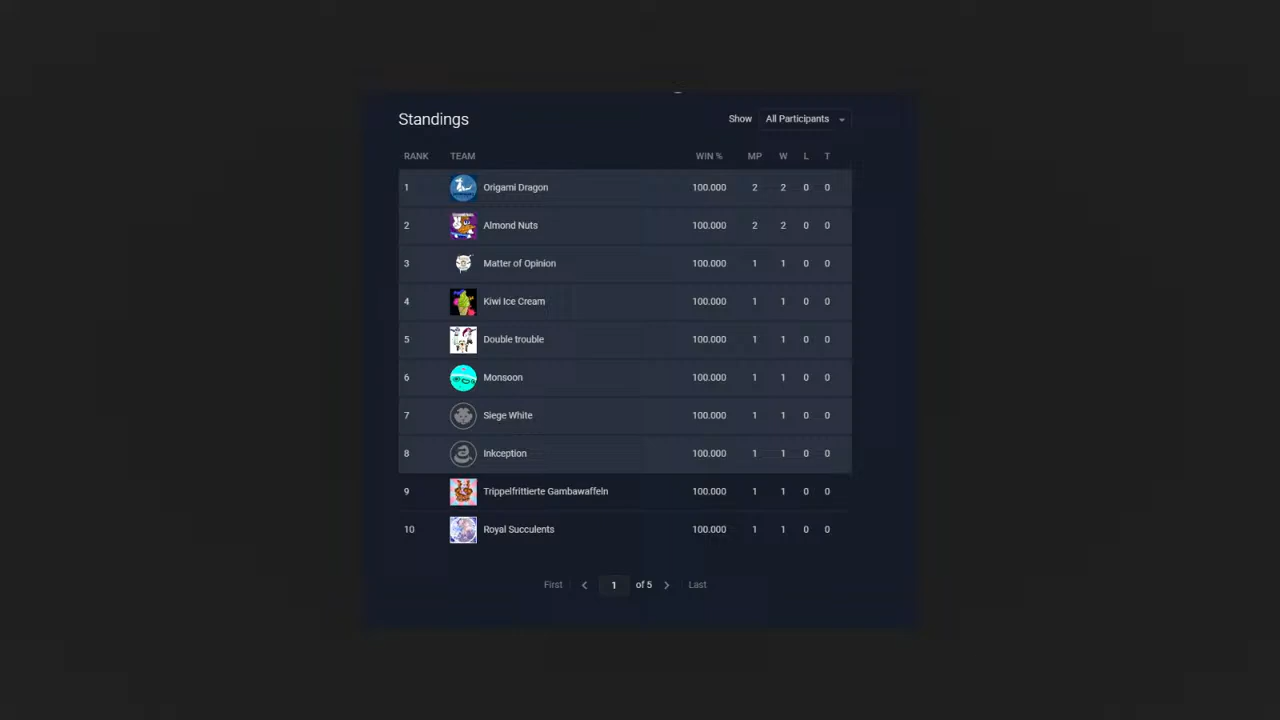 Standings
Show All Participants
RANK TEAM WIN % MP W L T
1 Origami Dragon 100.000 2 2 0 0
2 Almond Nuts 100.000 2 2 0 0
3 Matter of Opinion 100.000 1 1 0 0
4 Kiwi Ice Cream 100.000 1 1 0 0
5 Double trouble 100.000 1 1 0 0
6 Monsoon 100.000 1 1 0 0
7 Siege White 100.000 1 1 0 0
8 Inkception 100.000 1 1 0 0
9 Trippelfrittierte Gambawaffeln 100.000 1 1 0 0
10 Royal Succulents 100.000 1 1 0 0
First 1 of 5 Last